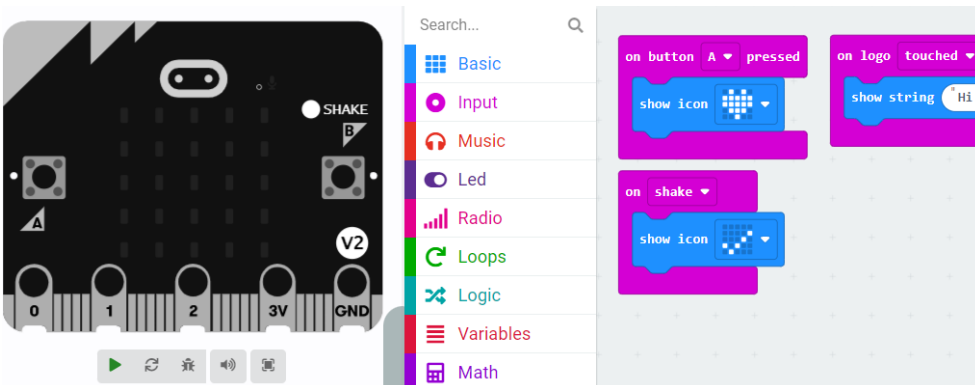 SHAKE
B
A
V2
0 1 2 3V GND
Search...
Basic
Input
Music
Led
Radio
Loops
Logic
Variables
Math
on button A pressed
show icon
on logo touched
show string Hi
on shake
show icon